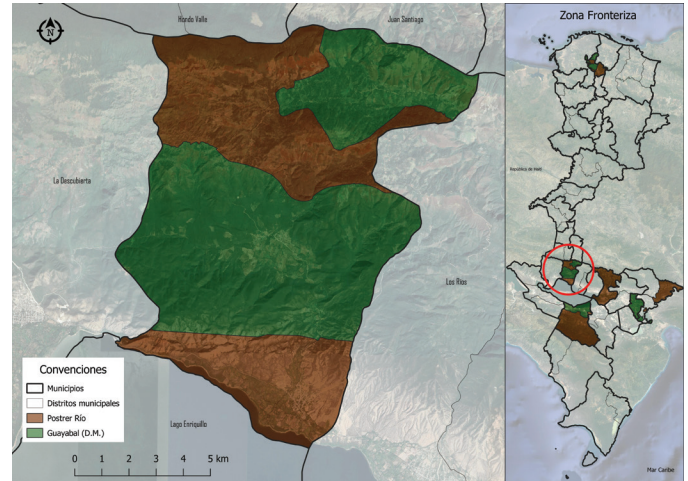 Hondo Valle
Juan Santiago
N
La Descubierta
Los Ríos
Lago Enriquillo
Convenciones
Municipios
Distritos municipales
Postrer Río
Guayabal (D.M.)
0 1 2 3 4 5 km
Zona Fronteriza
República de Haití
Mar Caribe